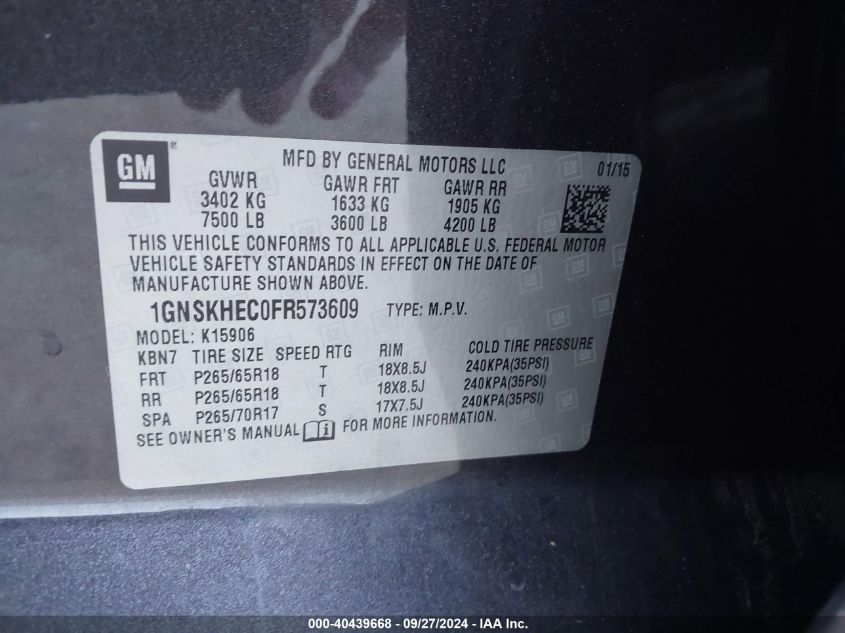 GM ®
MFD BY GENERAL MOTORS LLC 01/15
GVWR GAWR FRT GAWR RR
3402 KG 1633 KG 1905 KG
7500 LB 3600 LB 4200 LB
THIS VEHICLE CONFORMS TO ALL APPLICABLE U.S. FEDERAL MOTOR
VEHICLE SAFETY STANDARDS IN EFFECT ON THE DATE OF
MANUFACTURE SHOWN ABOVE.
1GNSKHEC0FR573609 TYPE: M.P.V.
MODEL: K15906
KBN7 TIRE SIZE SPEED RTG RIM COLD TIRE PRESSURE
FRT P265/65R18 T 18X8.5J 240KPA(35PSI)
RR P265/65R18 T 18X8.5J 240KPA(35PSI)
SPA P265/70R17 S 17X7.5J 240KPA(35PSI)
SEE OWNER'S MANUAL FOR MORE INFORMATION.
000-40439668 - 09/27/2024 - IAA Inc.